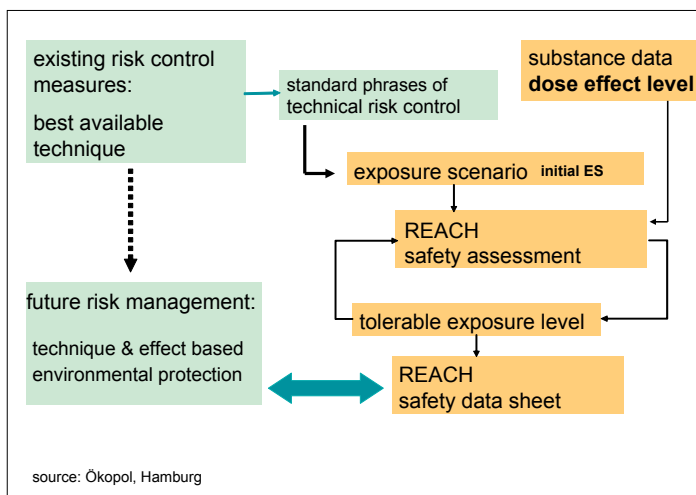 existing risk control
measures:
best available
technique
standard phrases of
technical risk control
substance data
dose effect level
exposure scenario initial ES
REACH
safety assessment
future risk management:
technique & effect based
environmental protection
tolerable exposure level
REACH
safety data sheet
source: Ökopol, Hamburg